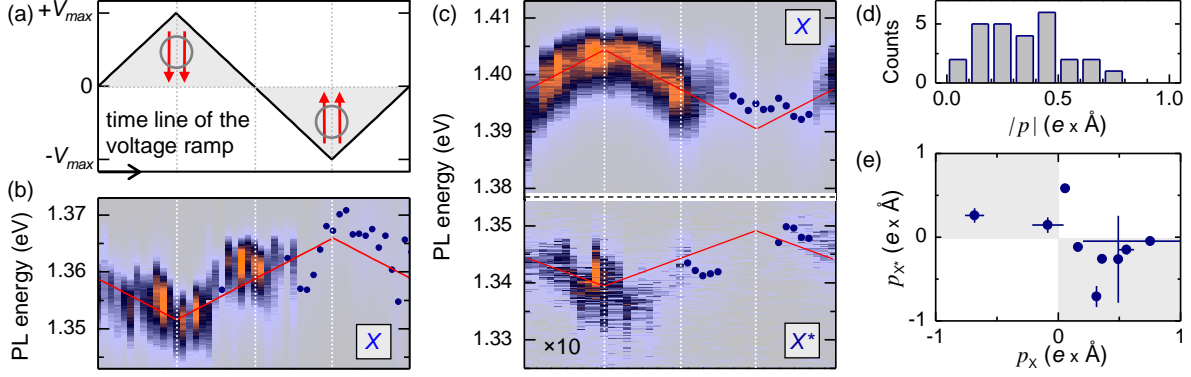 (a)
+Vmax
0
-Vmax
time line of the
voltage ramp
(b)
PL energy (eV)
1.37
1.36
1.35
X
(c)
PL energy (eV)
1.41
1.40
1.39
1.38
1.35
1.34
1.33
X
×10
X*
(d)
Counts
5
0
0.0
0.5
1.0
|p| (e x Å)
(e)
pX* (e x Å)
1
0
-1
-1
0
1
pX (e x Å)